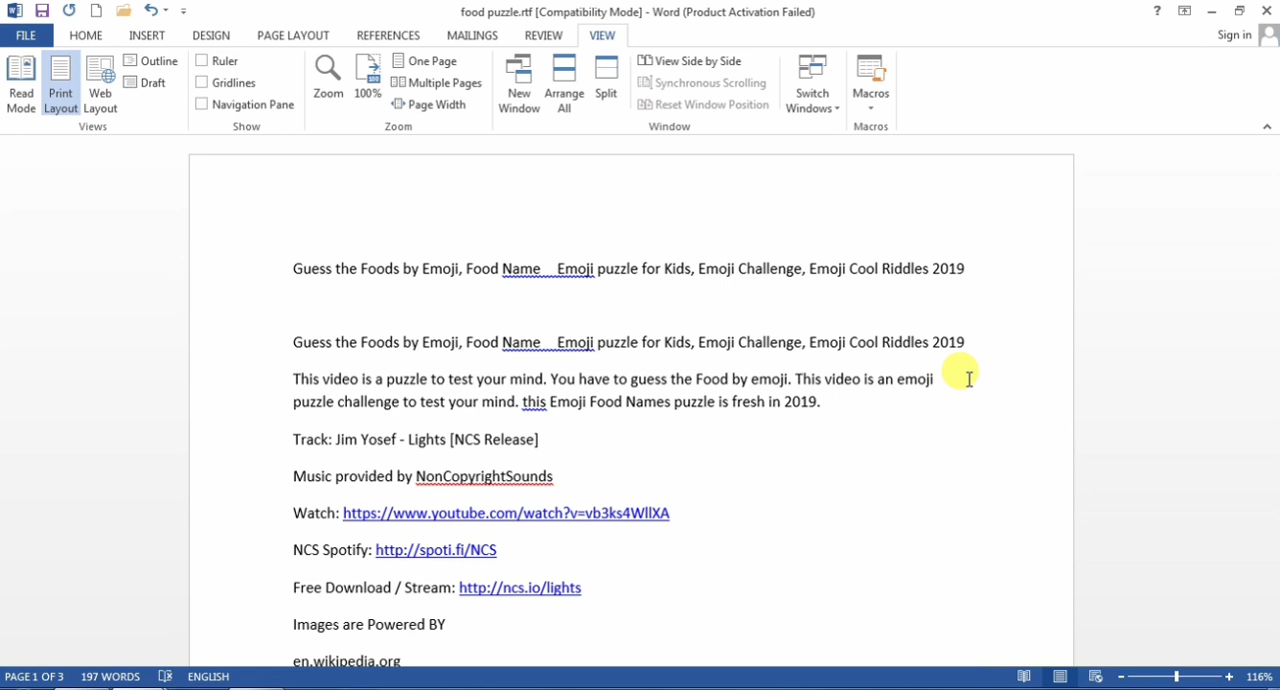 food puzzle.rtf [Compatibility Mode] - Word (Product Activation Failed)
?
FILE HOME INSERT DESIGN PAGE LAYOUT REFERENCES MAILINGS REVIEW VIEW Sign in
Read Mode
Print Layout
Web Layout
Outline
Draft
Views
Ruler
Gridlines
Navigation Pane
Show
Zoom
100%
One Page
Multiple Pages
Page Width
Zoom
New Window
Arrange All
Split
View Side by Side
Synchronous Scrolling
Reset Window Position
Window
Switch Windows
Macros
Macros
Guess the Foods by Emoji, Food Name Emoji puzzle for Kids, Emoji Challenge, Emoji Cool Riddles 2019
Guess the Foods by Emoji, Food Name Emoji puzzle for Kids, Emoji Challenge, Emoji Cool Riddles 2019
This video is a puzzle to test your mind. You have to guess the Food by emoji. This video is an emoji
puzzle challenge to test your mind. this Emoji Food Names puzzle is fresh in 2019.
Track: Jim Yosef - Lights [NCS Release]
Music provided by NonCopyrightSounds
Watch: https://www.youtube.com/watch?v=vb3ks4WllXA
NCS Spotify: http://spoti.fi/NCS
Free Download / Stream: http://ncs.io/lights
Images are Powered BY
en.wikipedia.org
PAGE 1 OF 3 197 WORDS ENGLISH 116%